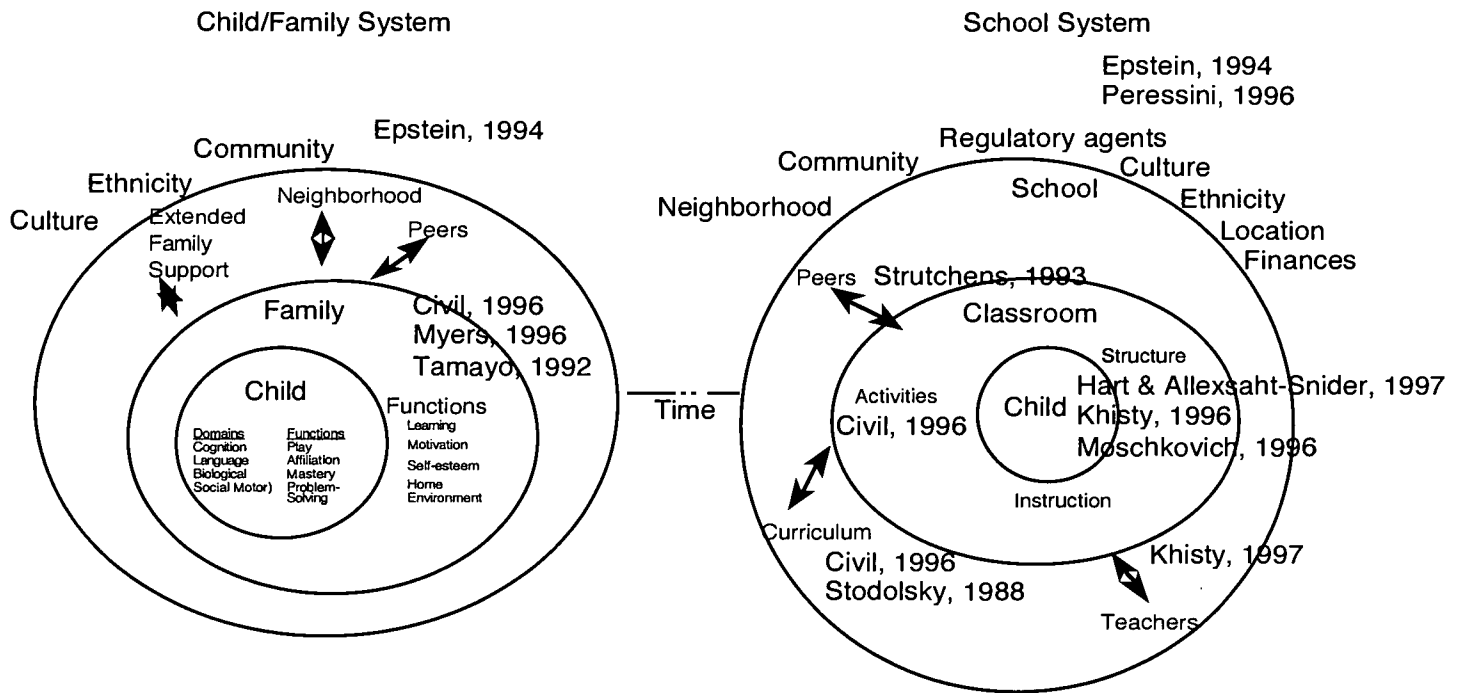 Child/Family System
Epstein, 1994
Community
Ethnicity
Culture
Neighborhood
Extended
Family
Support
Peers
Family
Civil, 1996
Myers, 1996
Tamayo, 1992
Child
Domains
Cognition
Language
Biological
Social Motor)
Functions
Play
Affiliation
Mastery
Problem-
Solving
Functions
Learning
Motivation
Self-esteem
Home
Environment
Time
School System
Epstein, 1994
Peressini, 1996
Regulatory agents
Community
Culture
School
Neighborhood
Ethnicity
Location
Finances
Peers
Strutchens, 1993
Classroom
Structure
Hart & Allexsaht-Snider, 1997
Khisty, 1996
Moschkovich, 1996
Child
Activities
Civil, 1996
Instruction
Curriculum
Civil, 1996
Stodolsky, 1988
Khisty, 1997
Teachers